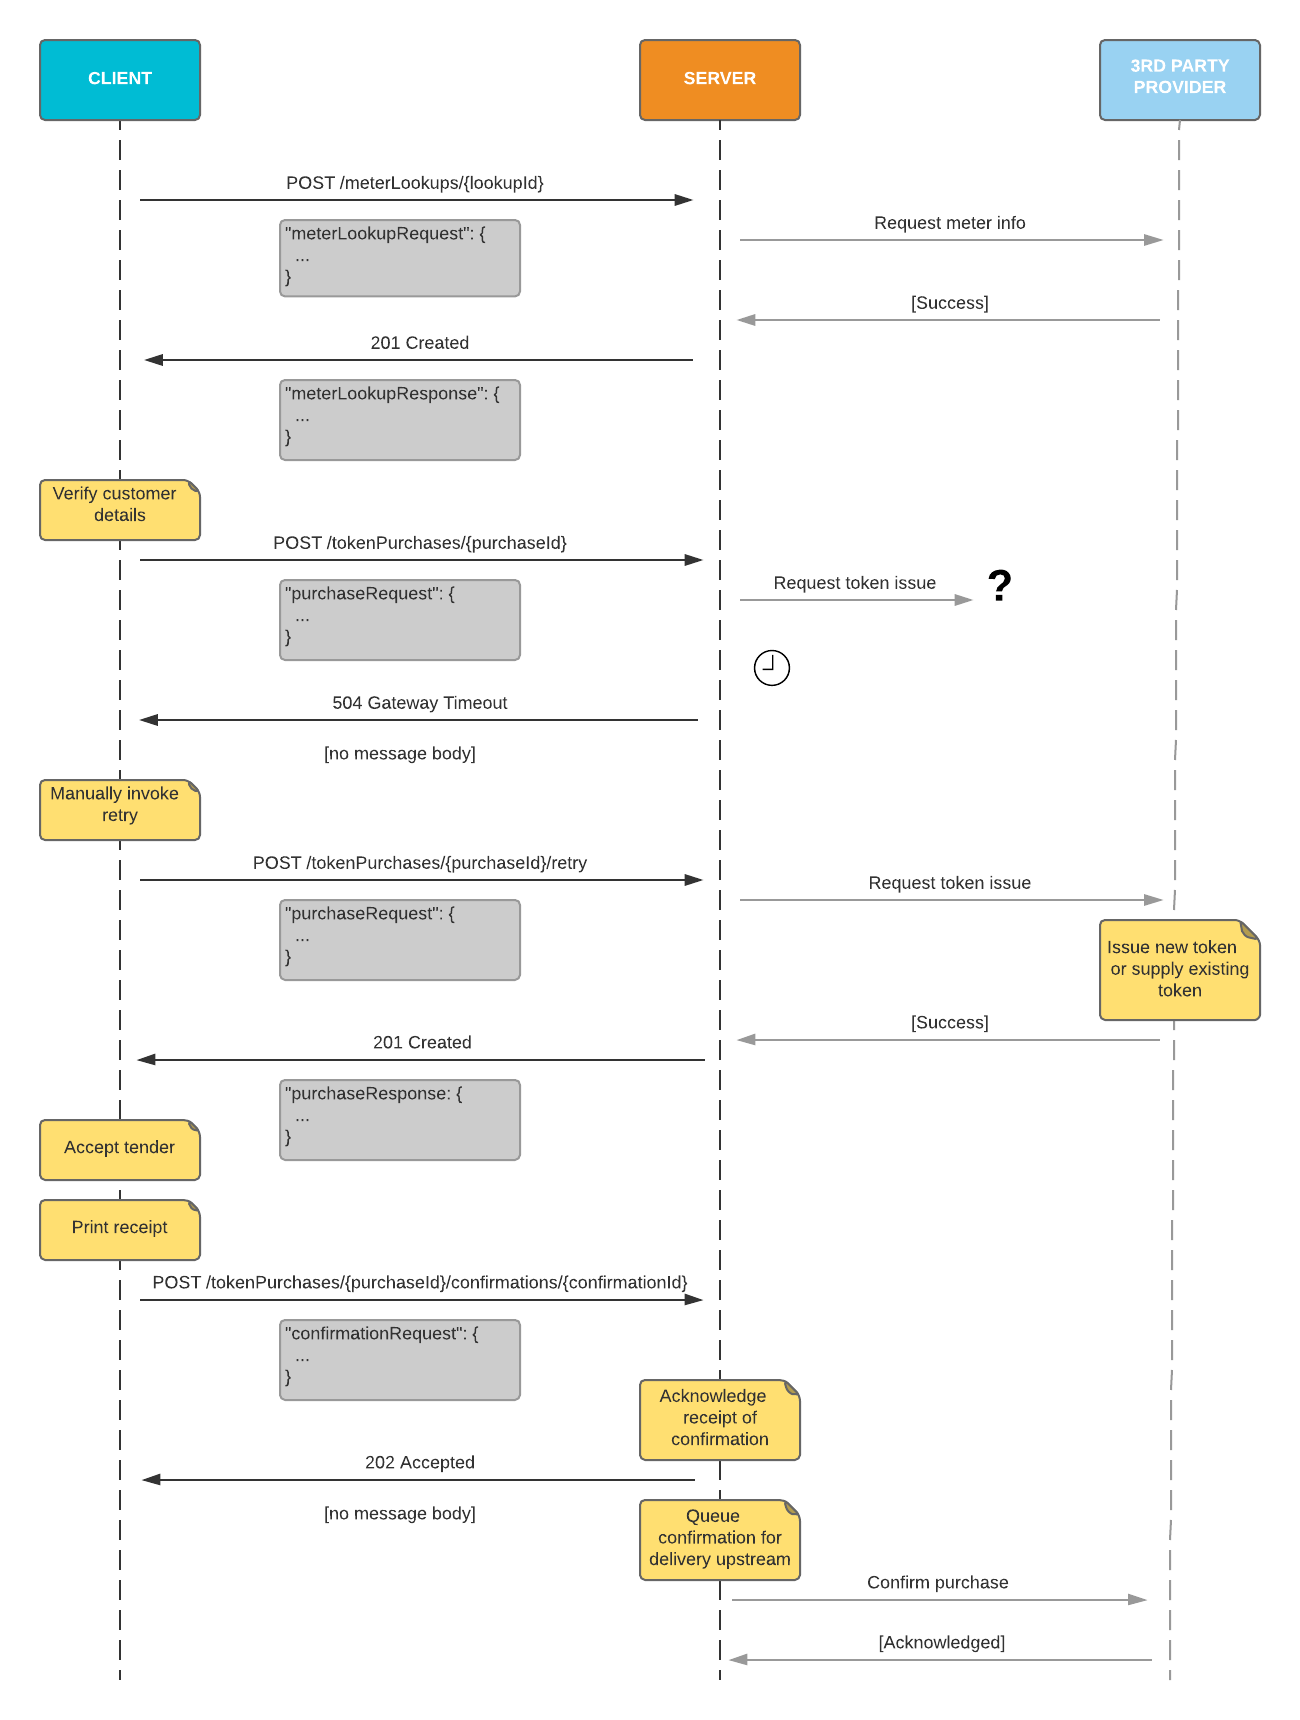 CLIENT
SERVER
3RD PARTY
PROVIDER
POST /meterLookups/{lookupId}
"meterLookupRequest": {
...
}
Request meter info
[Success]
201 Created
"meterLookupResponse": {
...
}
Verify customer
details
POST /tokenPurchases/{purchaseId}
"purchaseRequest": {
...
}
Request token issue
?
504 Gateway Timeout
[no message body]
Manually invoke
retry
POST /tokenPurchases/{purchaseId}/retry
"purchaseRequest": {
...
}
Request token issue
Issue new token
or supply existing
token
[Success]
201 Created
"purchaseResponse: {
...
}
Accept tender
Print receipt
POST /tokenPurchases/{purchaseId}/confirmations/{confirmationId}
"confirmationRequest": {
...
}
Acknowledge
receipt of
confirmation
202 Accepted
[no message body]
Queue
confirmation for
delivery upstream
Confirm purchase
[Acknowledged]